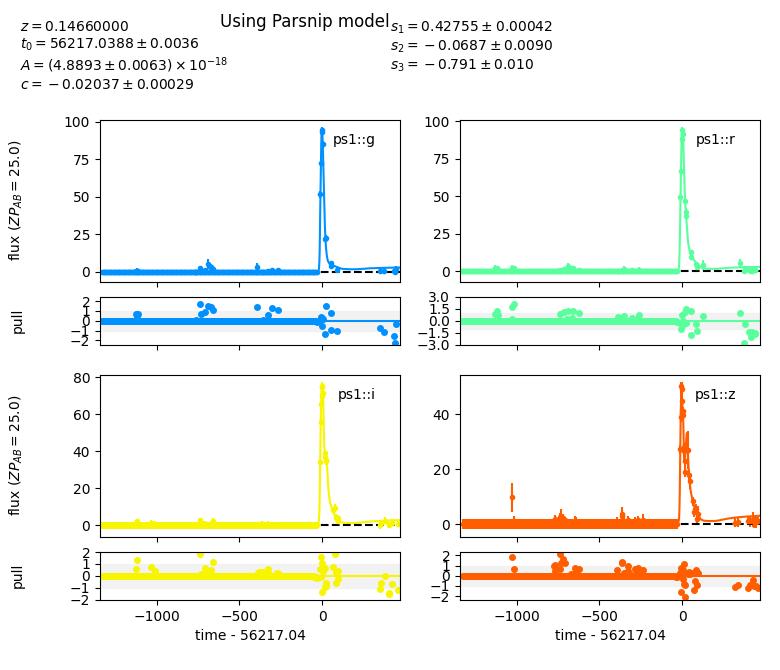 Using Parsnip model
z = 0.14660000
t0 = 56217.0388 ± 0.0036
A = (4.8893 ± 0.0063) × 10^−18
c = −0.02037 ± 0.00029
s1 = 0.42755 ± 0.00042
s2 = −0.0687 ± 0.0090
s3 = −0.791 ± 0.010
flux (ZP_AB = 25.0)
100
75
50
25
0
ps1::g
100
75
50
25
0
ps1::r
pull
2
1
0
−1
−2
3.0
1.5
0.0
−1.5
−3.0
flux (ZP_AB = 25.0)
80
60
40
20
0
ps1::i
40
20
0
ps1::z
pull
2
1
0
−1
−2
2
1
0
−1
−2
−1000 −500 0
time - 56217.04
−1000 −500 0
time - 56217.04